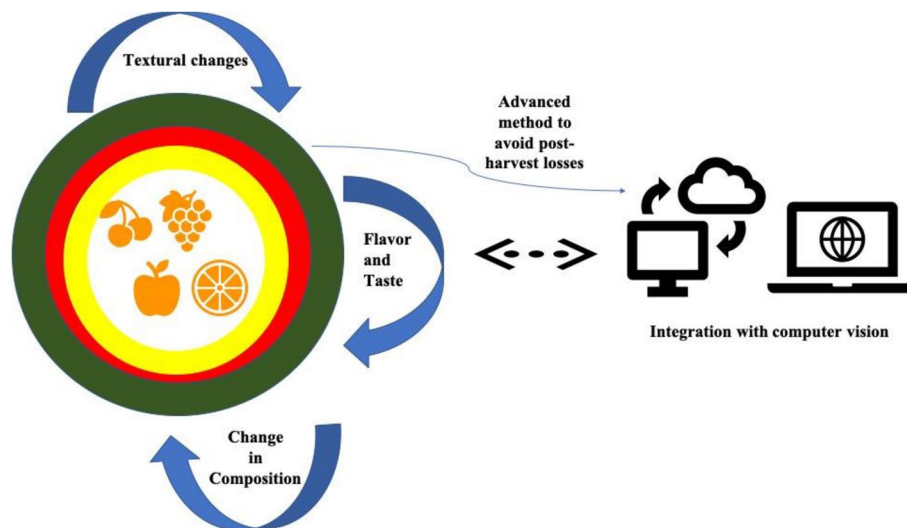 Textural changes
Advanced
method to
avoid post-
harvest losses
Flavor
and
Taste
Integration with computer vision
Change
in
Composition